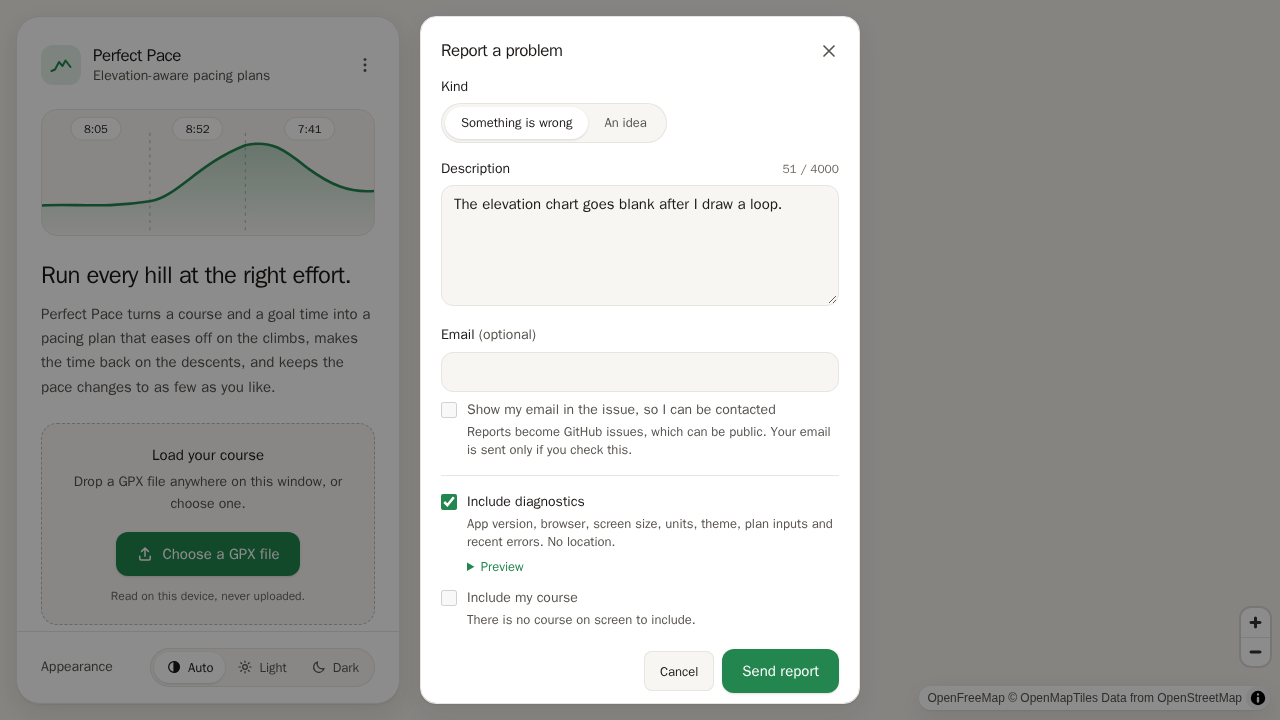 Perfect Pace
Elevation-aware pacing plans
8:05
8:52
7:41
Run every hill at the right effort.
Perfect Pace turns a course and a goal time into a
pacing plan that eases off on the climbs, makes
the time back on the descents, and keeps the
pace changes to as few as you like.
Load your course
Drop a GPX file anywhere on this window, or
choose one.
Choose a GPX file
Read on this device, never uploaded.
Appearance
Auto
Light
Dark
Report a problem
Kind
Something is wrong
An idea
Description
51 / 4000
The elevation chart goes blank after I draw a loop.
Email (optional)
Show my email in the issue, so I can be contacted
Reports become GitHub issues, which can be public. Your email
is sent only if you check this.
Include diagnostics
App version, browser, screen size, units, theme, plan inputs and
recent errors. No location.
Preview
Include my course
There is no course on screen to include.
Cancel
Send report
OpenFreeMap © OpenMapTiles Data from OpenStreetMap